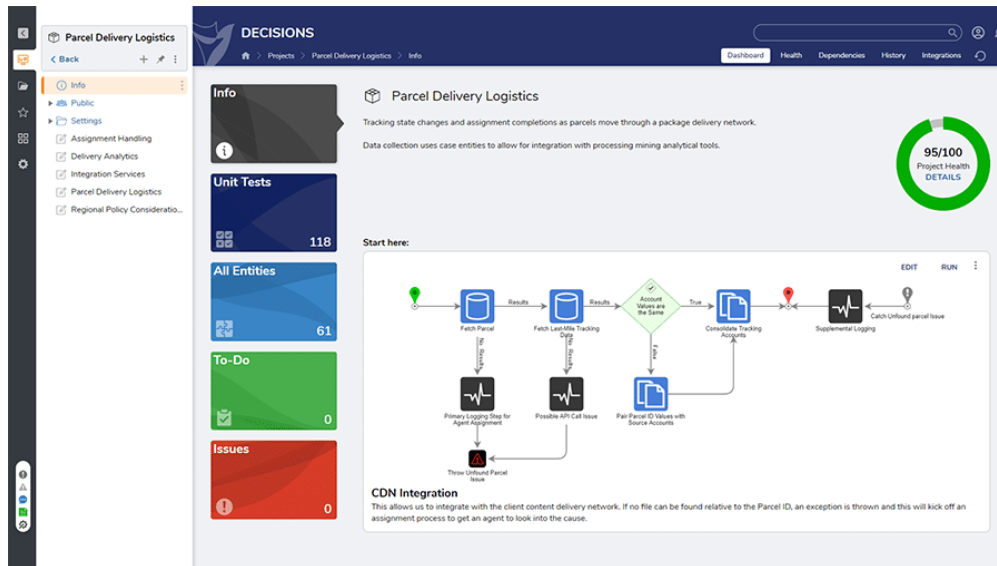 Parcel Delivery Logistics
Back
Info
Public
Settings
Assignment Handling
Delivery Analytics
Integration Services
Parcel Delivery Logistics
Regional Policy Consideratio...
DECISIONS
Projects > Parcel Delivery Logistics > Info
Dashboard Health Dependencies History Integrations
Info
Unit Tests
118
All Entities
61
To-Do
0
Issues
0
Parcel Delivery Logistics
Tracking state changes and assignment completions as parcels move through a package delivery network.
Data collection uses case entities to allow for integration with processing mining analytical tools.
95/100
Project Health
DETAILS
Start here:
EDIT RUN
Fetch Parcel
Results
Fetch Last-Mile Tracking
Data
Results
Account
Values are
the Same
True
Consolidate Tracking
Accounts
Supplemental Logging
Catch Unfound parcel Issue
No Results
No Results
False
Primary Logging Step for
Agent Assignment
Possible API Call Issue
Pair Parcel ID Values with
Source Accounts
Throw Unfound Parcel
Issue
CDN Integration
This allows us to integrate with the client content delivery network. If no file can be found relative to the Parcel ID, an exception is thrown and this will kick off an
assignment process to get an agent to look into the cause.